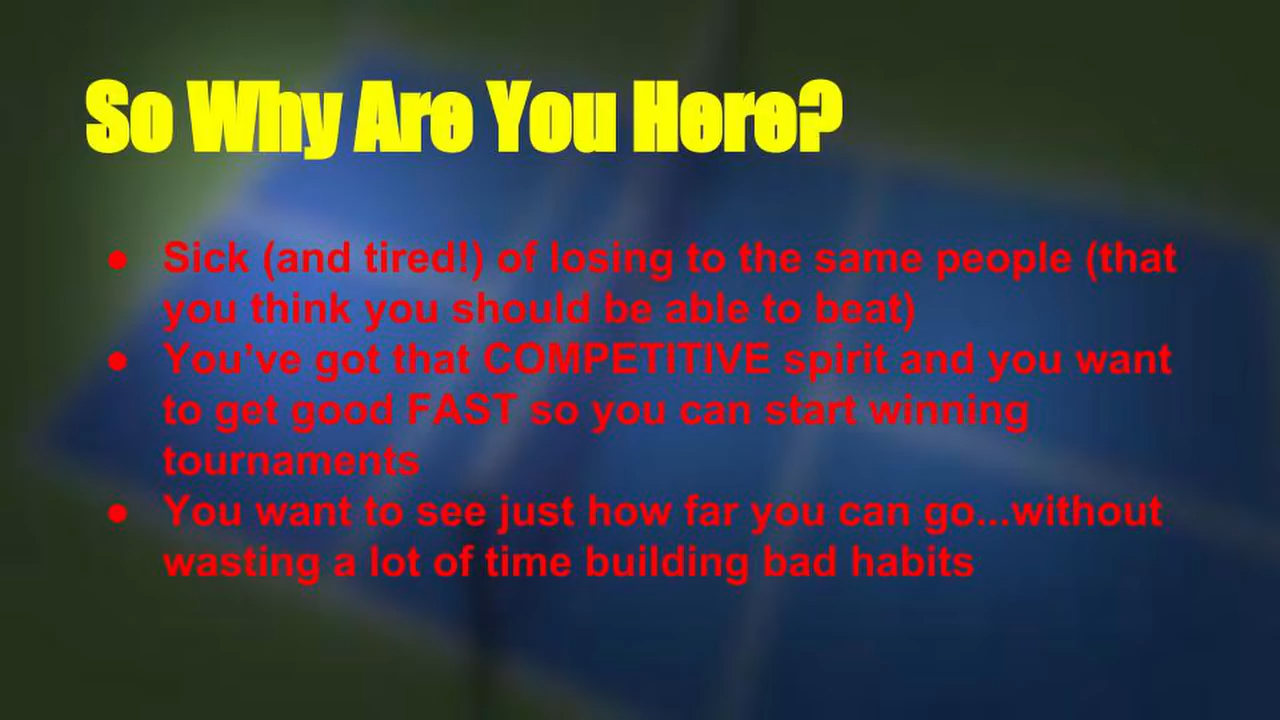 So Why Are You Here?
● Sick (and tired!) of losing to the same people (that
you think you should be able to beat)
● You’ve got that COMPETITIVE spirit and you want
to get good FAST so you can start winning
tournaments
● You want to see just how far you can go...without
wasting a lot of time building bad habits